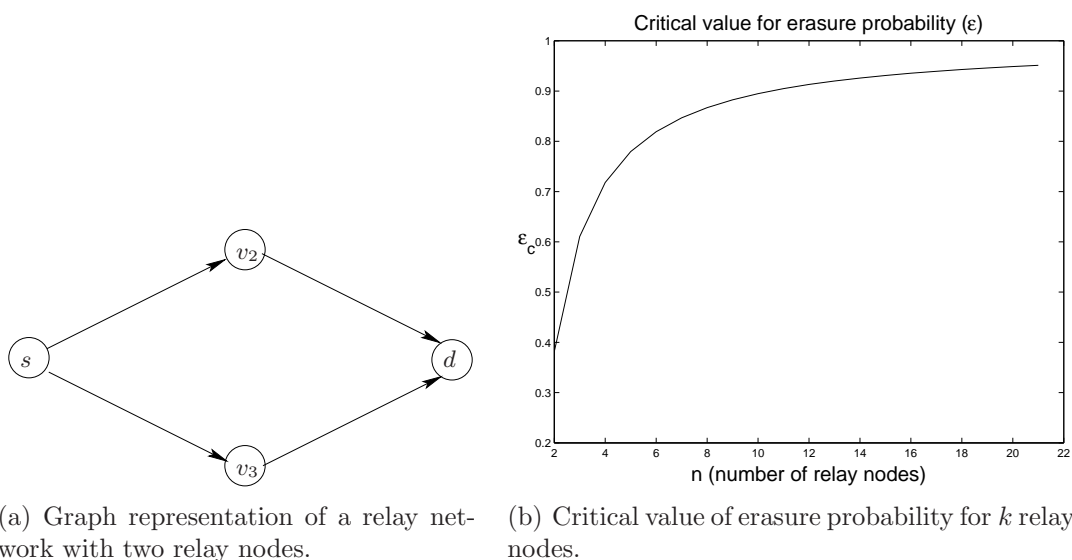 Critical value for erasure probability (ε)
1
0.9
0.8
0.7
0.6
0.5
0.4
0.3
0.2
εc
2 4 6 8 10 12 14 16 18 20 22
n (number of relay nodes)
s
v2
v3
d
(a) Graph representation of a relay net-
work with two relay nodes.
(b) Critical value of erasure probability for k relay
nodes.